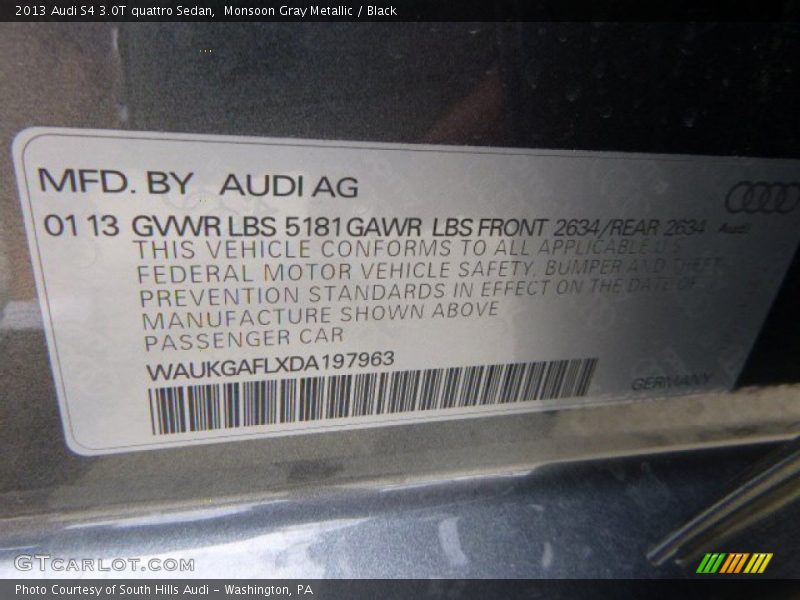 2013 Audi S4 3.0T quattro Sedan,  Monsoon Gray Metallic / Black
MFD. BY  AUDI AG
01 13 GVWR LBS 5181 GAWR LBS FRONT 2634/REAR 2634 Audi
THIS VEHICLE CONFORMS TO ALL APPLICABLE U.S.
FEDERAL MOTOR VEHICLE SAFETY, BUMPER AND THEFT
PREVENTION STANDARDS IN EFFECT ON THE DATE OF
MANUFACTURE SHOWN ABOVE
PASSENGER CAR
WAUKGAFLXDA197963
GERMANY
GTCARLOT.COM
Photo Courtesy of South Hills Audi - Washington, PA